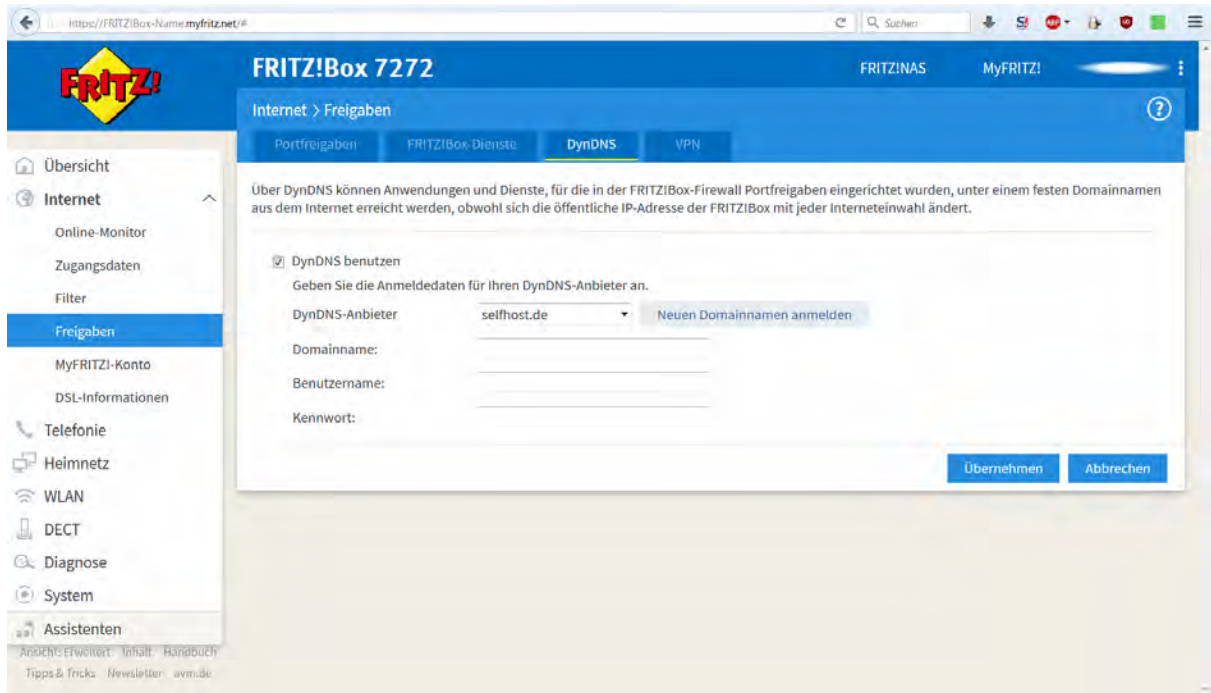 https://FRITZ!Box-Name.myfritz.net/#
Suchen
FRITZ!
FRITZ!Box 7272
FRITZ!NAS
MyFRITZ!
Internet > Freigaben
Portfreigaben
FRITZ!Box-Dienste
DynDNS
VPN
Übersicht
Internet
Online-Monitor
Zugangsdaten
Filter
Freigaben
MyFRITZ!-Konto
DSL-Informationen
Telefonie
Heimnetz
WLAN
DECT
Diagnose
System
Assistenten
Ansicht: Erweitert Inhalt Handbuch
Tipps & Tricks Newsletter avm.de
Über DynDNS können Anwendungen und Dienste, für die in der FRITZ!Box-Firewall Portfreigaben eingerichtet wurden, unter einem festen Domainnamen
aus dem Internet erreicht werden, obwohl sich die öffentliche IP-Adresse der FRITZ!Box mit jeder Interneteinwahl ändert.
DynDNS benutzen
Geben Sie die Anmeldedaten für Ihren DynDNS-Anbieter an.
DynDNS-Anbieter
selfhost.de
Neuen Domainnamen anmelden
Domainname:
Benutzername:
Kennwort:
Übernehmen
Abbrechen